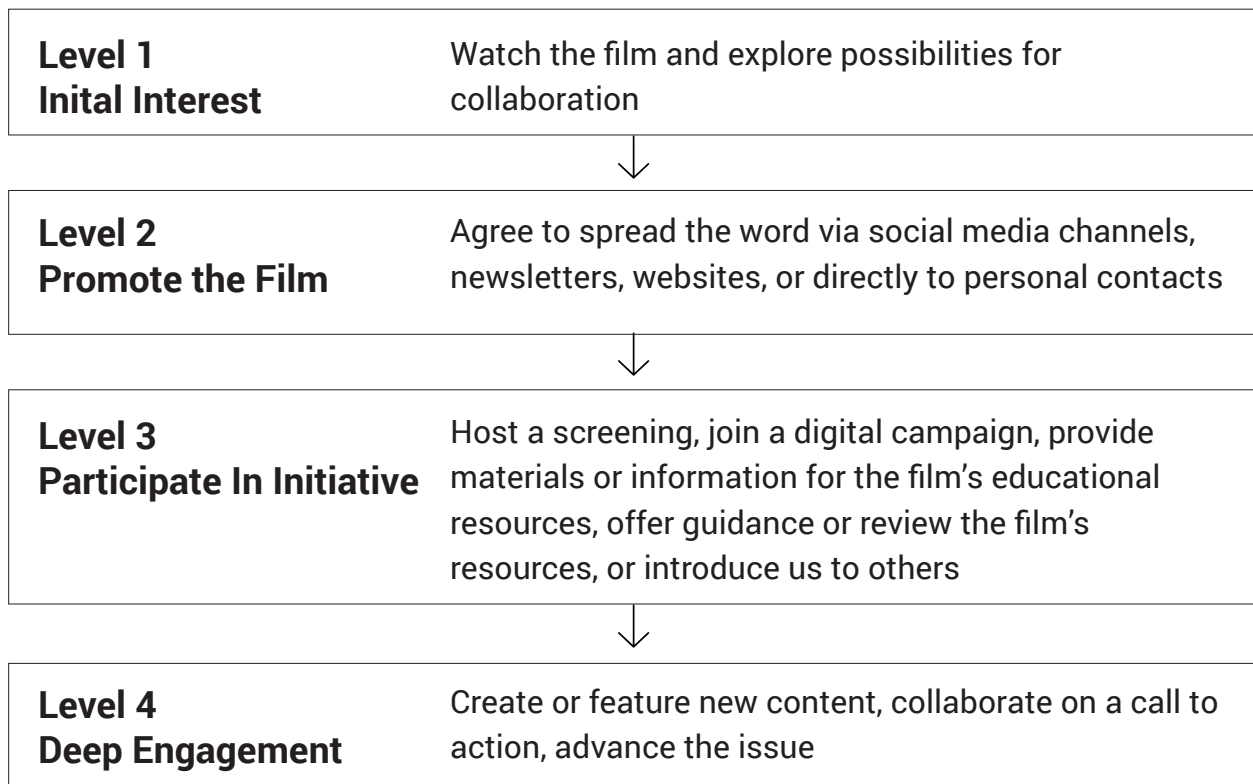 Level 1
Inital Interest
Watch the film and explore possibilities for
collaboration
Level 2
Promote the Film
Agree to spread the word via social media channels,
newsletters, websites, or directly to personal contacts
Level 3
Participate In Initiative
Host a screening, join a digital campaign, provide
materials or information for the film’s educational
resources, offer guidance or review the film’s
resources, or introduce us to others
Level 4
Deep Engagement
Create or feature new content, collaborate on a call to
action, advance the issue